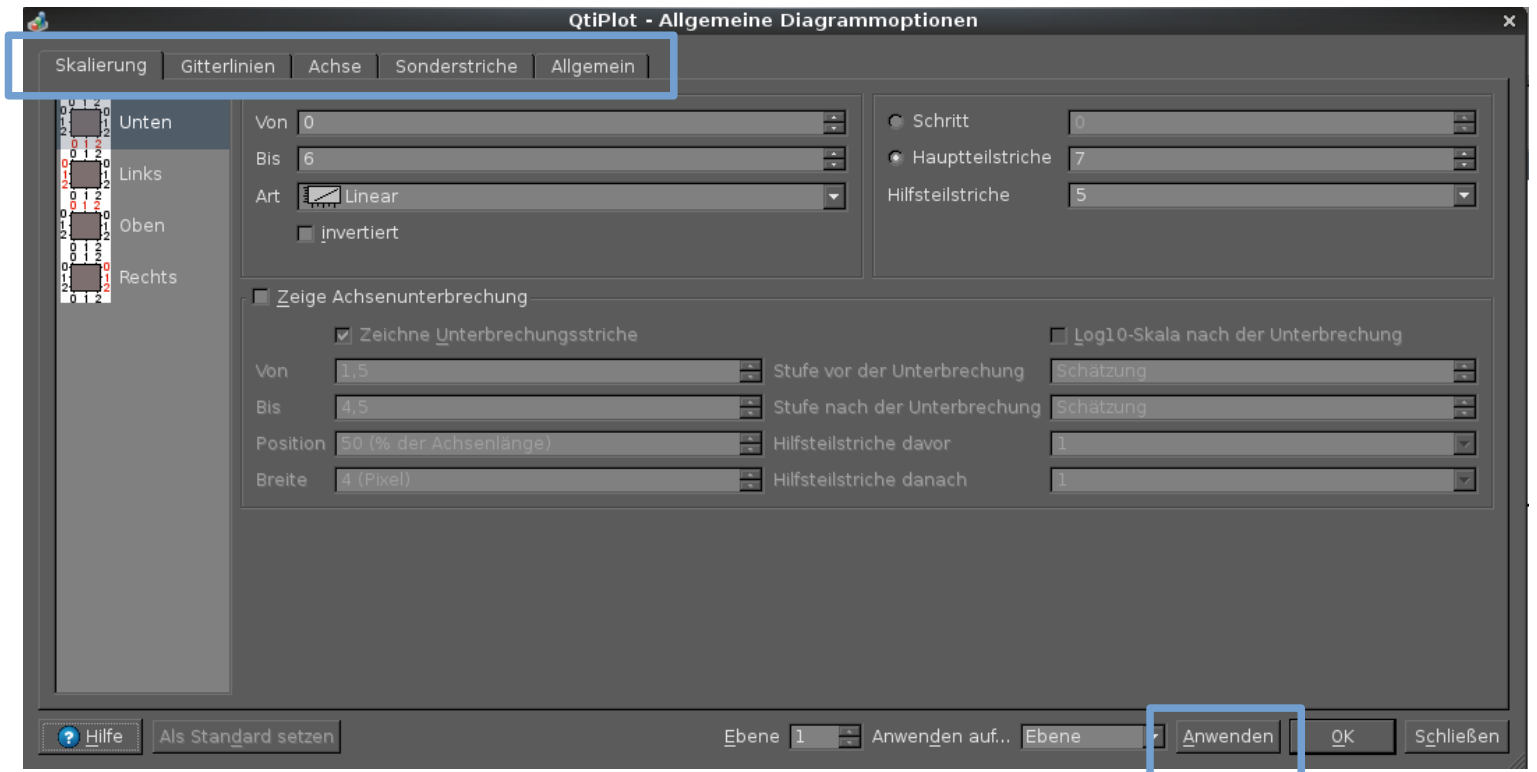 QtiPlot - Allgemeine Diagrammoptionen
Skalierung Gitterlinien Achse Sonderstriche Allgemein
Unten
Links
Oben
Rechts
Von 0
Bis 6
Art Linear
invertiert
Schritt 0
Hauptteilstriche 7
Hilfsteilstriche 5
Zeige Achsenunterbrechung
Zeichne Unterbrechungsstriche
Log10-Skala nach der Unterbrechung
Von 1,5
Stufe vor der Unterbrechung Schätzung
Bis 4,5
Stufe nach der Unterbrechung Schätzung
Position 50 (% der Achsenlänge)
Hilfsteilstriche davor 1
Breite 4 (Pixel)
Hilfsteilstriche danach 1
Hilfe Als Standard setzen Ebene 1 Anwenden auf... Ebene Anwenden OK Schließen